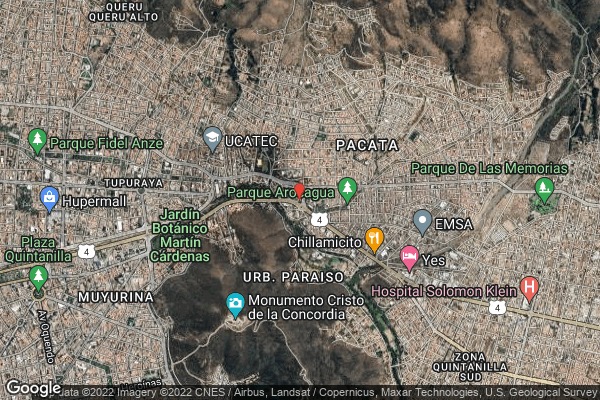 QUERU
QUERU ALTO
Parque Fidel Anze
UCATEC
PACATA
Parque De Las Memorias
TUPURAYA
Parque Aro
agua
Hupermall
4
EMSA
Jardín
Botánico
Martín
Cárdenas
Chillamicito
Plaza
Quintanilla
4
Yes
URB. PARAISO
Hospital Solomon Klein
H
MUYURINA
Monumento Cristo
de la Concordia
4
Av Oquendo
ZONA
QUINTANILLA
SUD
Google
data ©2022 Imagery ©2022 CNES / Airbus, Landsat / Copernicus, Maxar Technologies, U.S. Geological Survey